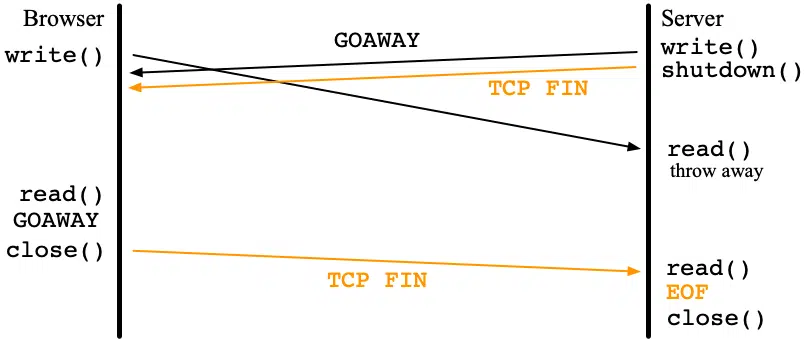 Browser
Server
write()
GOAWAY
write()
shutdown()
TCP FIN
read()
throw away
read()
GOAWAY
close()
TCP FIN
read()
EOF
close()